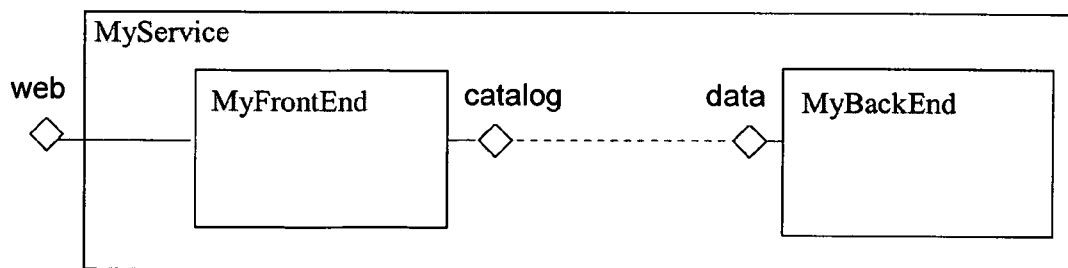 MyService
web
MyFrontEnd
catalog
data
MyBackEnd